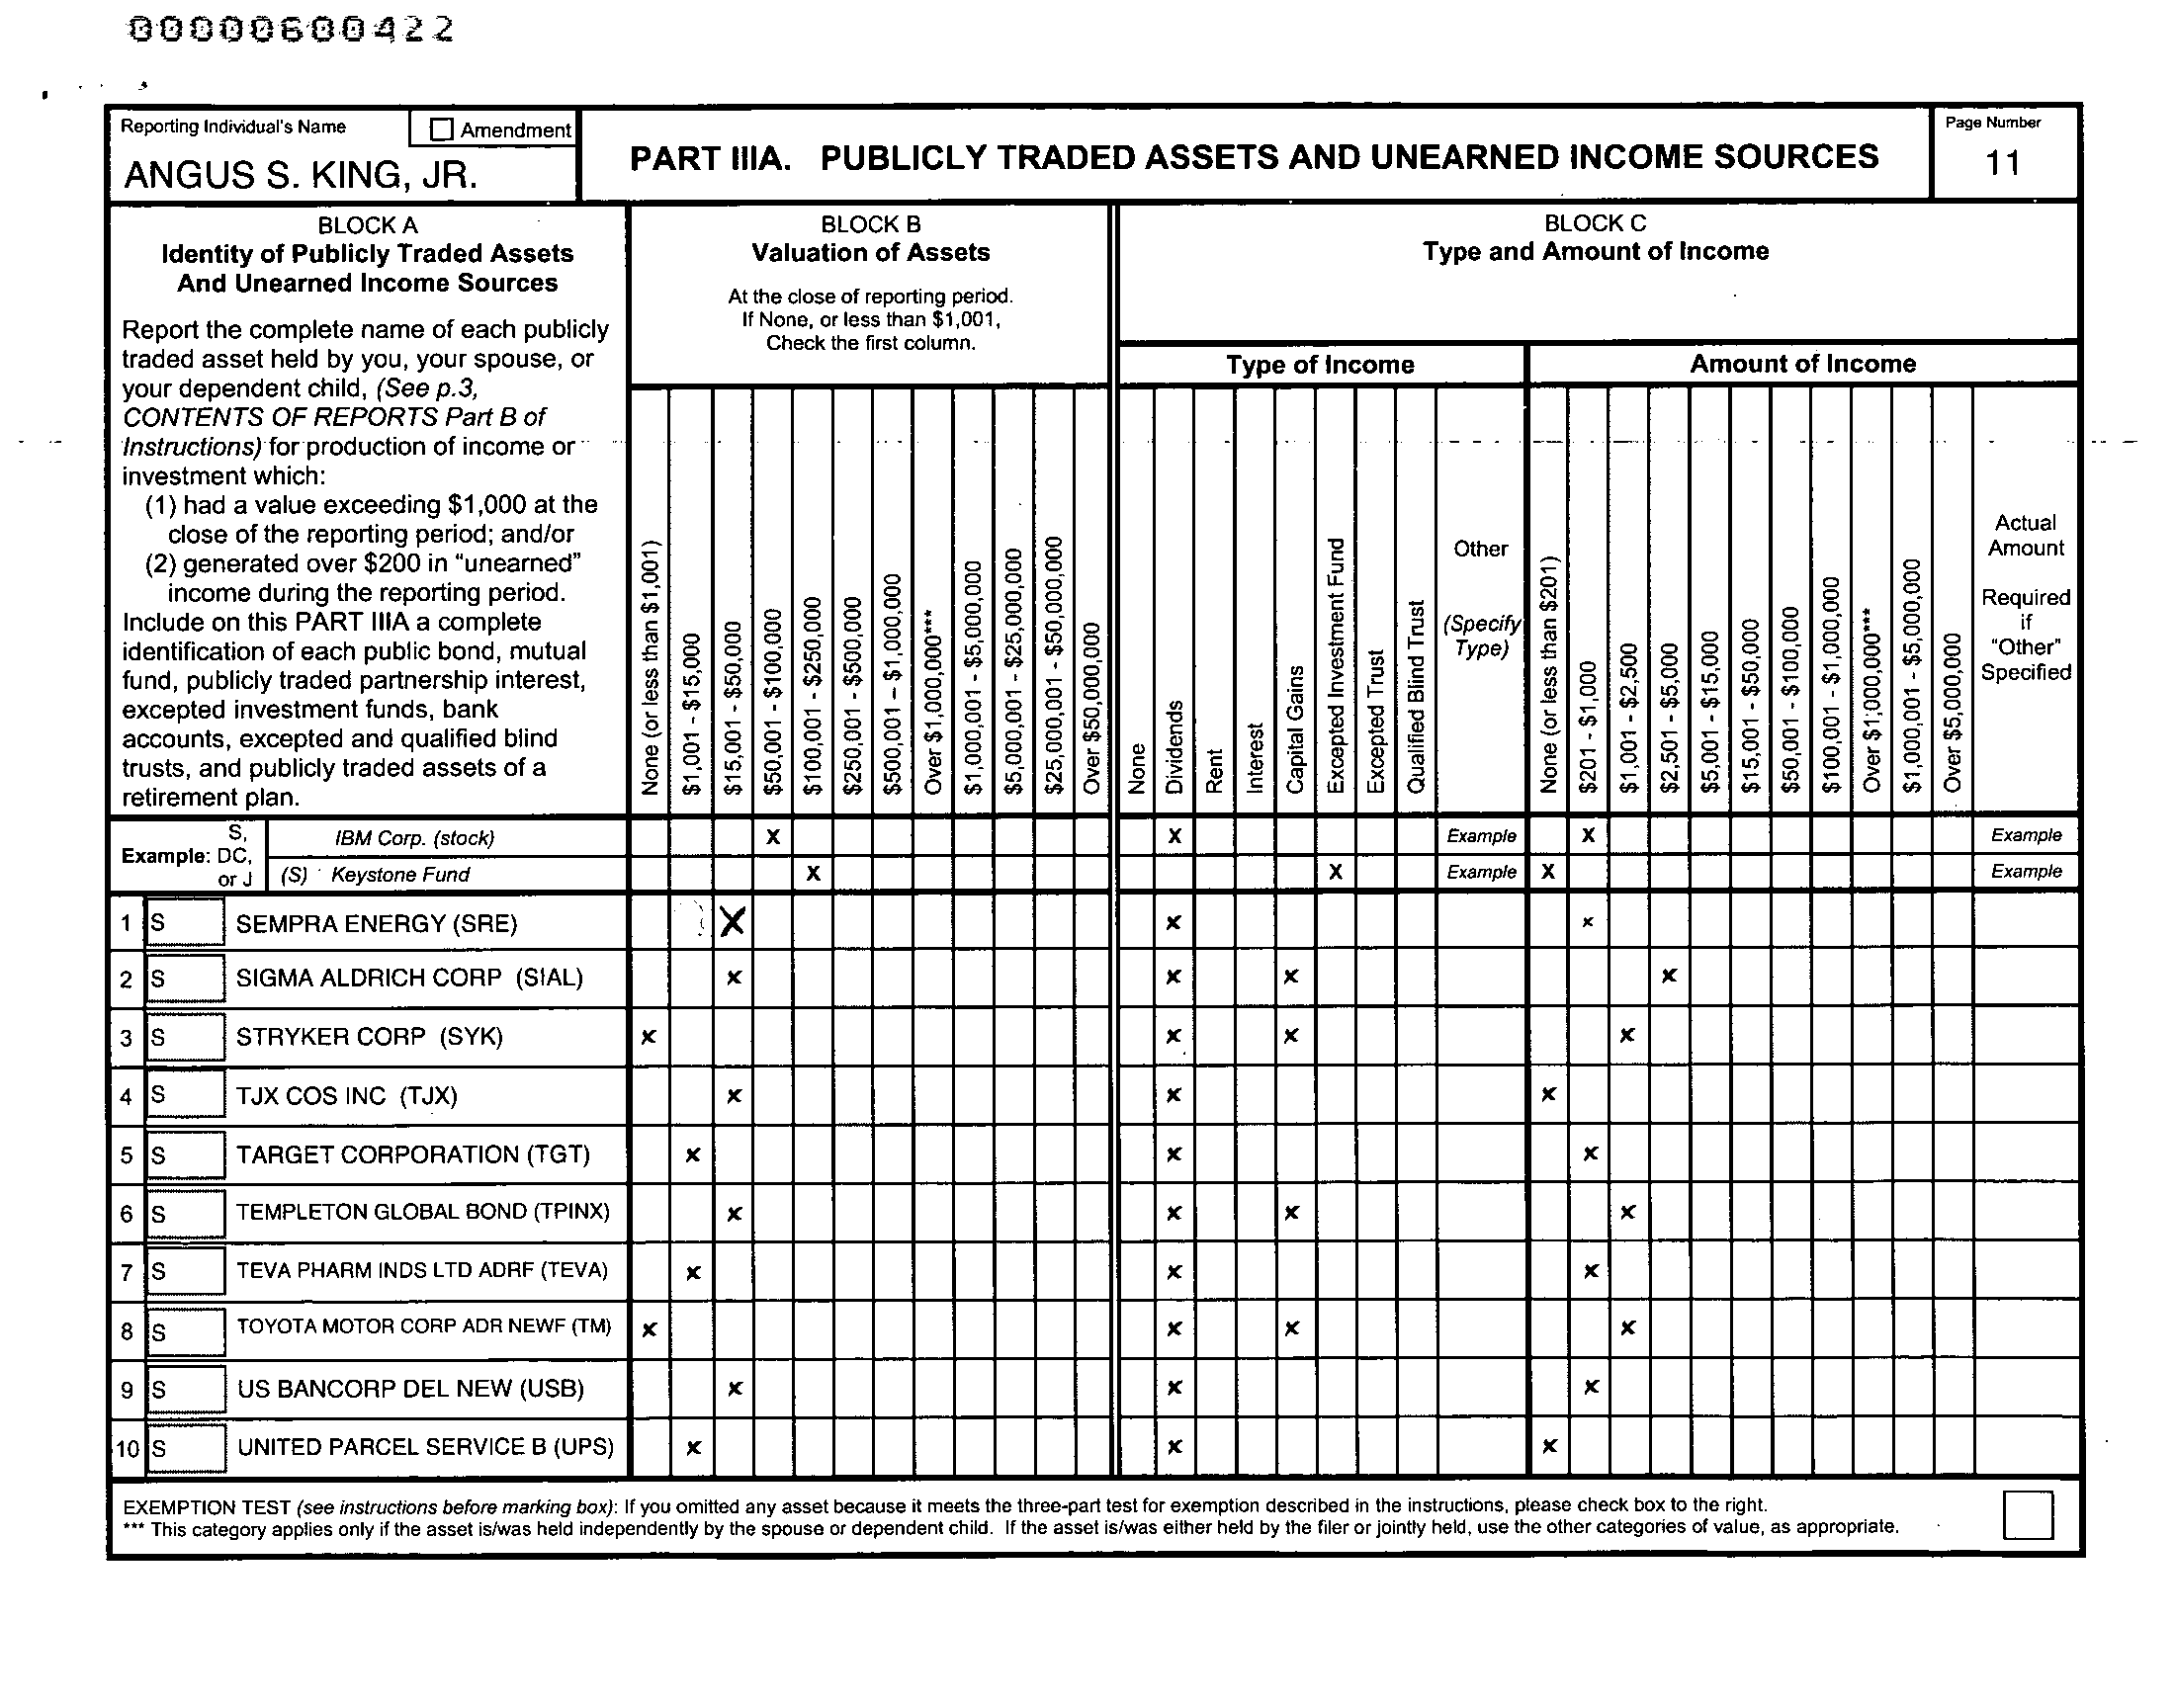 00000600422
Reporting Individual's Name
Amendment
ANGUS S. KING, JR.
PART IIIA. PUBLICLY TRADED ASSETS AND UNEARNED INCOME SOURCES
Page Number
11
BLOCK A
Identity of Publicly Traded Assets
And Unearned Income Sources
Report the complete name of each publicly
traded asset held by you, your spouse, or
your dependent child, (See p.3,
CONTENTS OF REPORTS Part B of
Instructions) for production of income or
investment which:
(1) had a value exceeding $1,000 at the
close of the reporting period; and/or
(2) generated over $200 in "unearned"
income during the reporting period.
Include on this PART IIIA a complete
identification of each public bond, mutual
fund, publicly traded partnership interest,
excepted investment funds, bank
accounts, excepted and qualified blind
trusts, and publicly traded assets of a
retirement plan.
BLOCK B
Valuation of Assets
At the close of reporting period.
If None, or less than $1,001,
Check the first column.
None (or less than $1,001)
$1,001 - $15,000
$15,001 - $50,000
$50,001 - $100,000
$100,001 - $250,000
$250,001 - $500,000
$500,001 – $1,000,000
Over $1,000,000***
$1,000,001 - $5,000,000
$5,000,001 - $25,000,000
$25,000,001 - $50,000,000
Over $50,000,000
BLOCK C
Type and Amount of Income
Type of Income
None
Dividends
Rent
Interest
Capital Gains
Excepted Investment Fund
Excepted Trust
Qualified Blind Trust
Other
(Specify
Type)
Amount of Income
None (or less than $201)
$201 - $1,000
$1,001 - $2,500
$2,501 - $5,000
$5,001 - $15,000
$15,001 - $50,000
$50,001 - $100,000
$100,001 - $1,000,000
Over $1,000,000***
$1,000,001 - $5,000,000
Over $5,000,000
Actual
Amount
Required
if
"Other"
Specified
Example: S, DC, or J
IBM Corp. (stock) X X Example X Example
(S) Keystone Fund X X Example X Example
1 S SEMPRA ENERGY (SRE) X x x
2 S SIGMA ALDRICH CORP (SIAL) x x x x
3 S STRYKER CORP (SYK) x x x x
4 S TJX COS INC (TJX) x x x
5 S TARGET CORPORATION (TGT) x x x
6 S TEMPLETON GLOBAL BOND (TPINX) x x x x
7 S TEVA PHARM INDS LTD ADRF (TEVA) x x x
8 S TOYOTA MOTOR CORP ADR NEWF (TM) x x x x
9 S US BANCORP DEL NEW (USB) x x x
10 S UNITED PARCEL SERVICE B (UPS) x x x
EXEMPTION TEST (see instructions before marking box): If you omitted any asset because it meets the three-part test for exemption described in the instructions, please check box to the right.
*** This category applies only if the asset is/was held independently by the spouse or dependent child. If the asset is/was either held by the filer or jointly held, use the other categories of value, as appropriate.